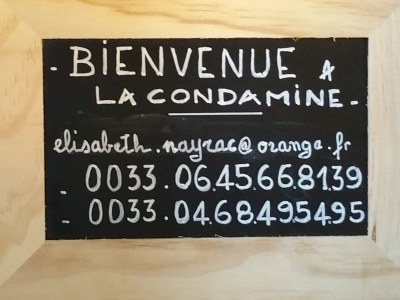 - BIENVENUE A
LA CONDAMINE -
elisabeth.nayrac@orange.fr
- 0033.06.45.66.81.39
- 0033.04.68.49.54.95